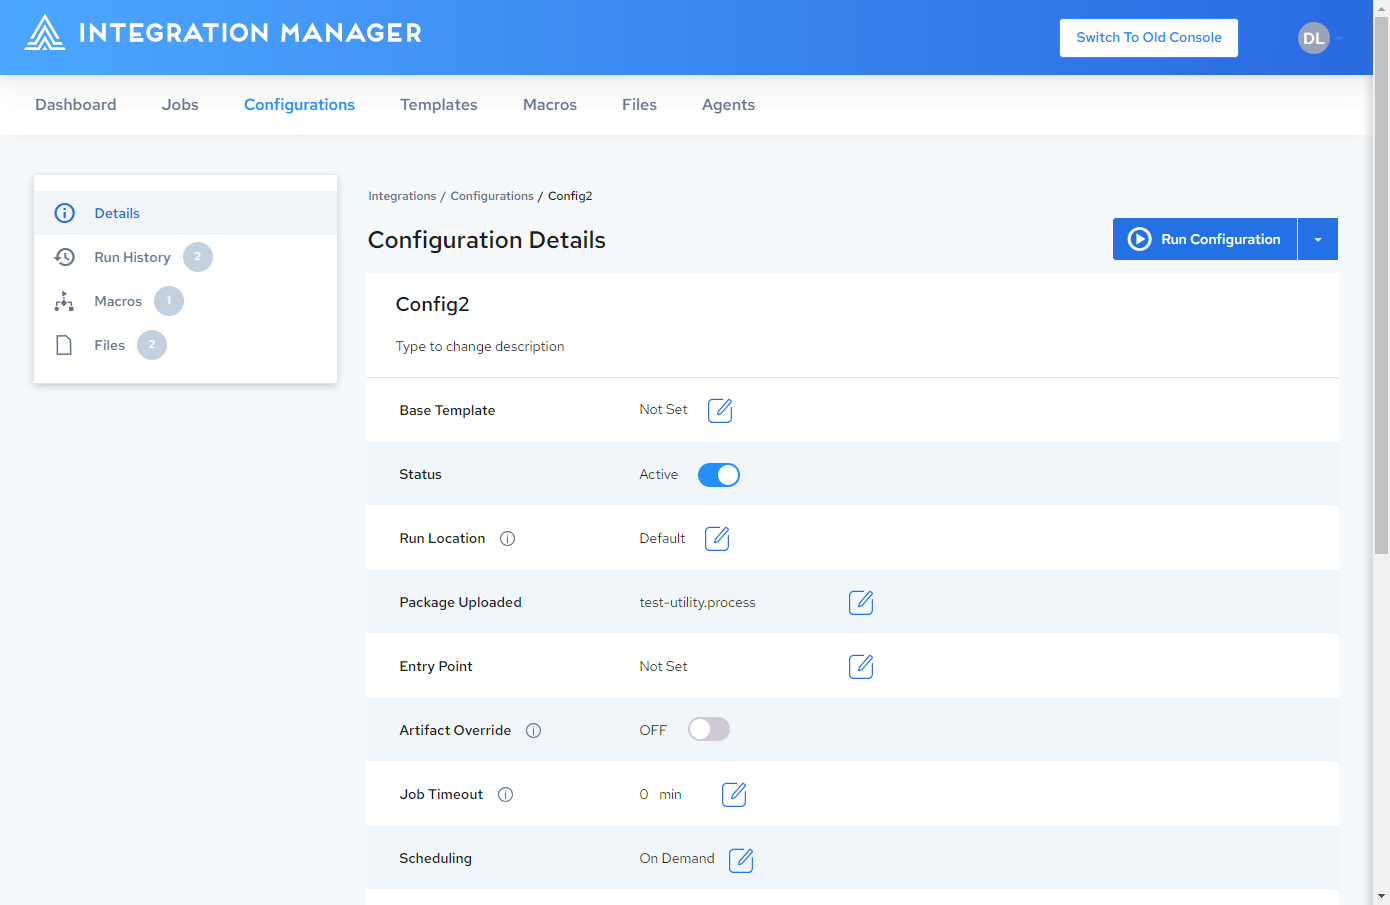 INTEGRATION MANAGER
Switch To Old Console
DL
Dashboard Jobs Configurations Templates Macros Files Agents
Details
Run History 2
Macros 1
Files 2
Integrations / Configurations / Config2
Configuration Details
Run Configuration
Config2
Type to change description
Base Template Not Set
Status Active
Run Location Default
Package Uploaded test-utility.process
Entry Point Not Set
Artifact Override OFF
Job Timeout 0 min
Scheduling On Demand